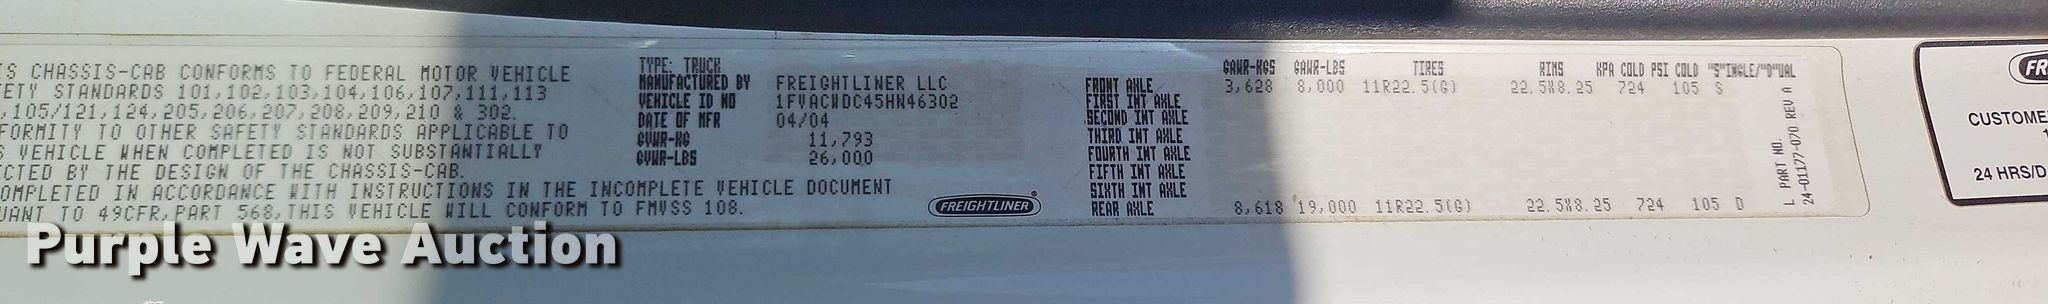 S CHASSIS-CAB CONFORMS TO FEDERAL MOTOR VEHICLE
ETY STANDARDS 101,102,103,104,106,107,111,113
,105/121,124,205,206,207,208,209,210 & 302.
FORMITY TO OTHER SAFETY STANDARDS APPLICABLE TO
S VEHICLE WHEN COMPLETED IS NOT SUBSTANTIALLY
CTED BY THE DESIGN OF THE CHASSIS-CAB.
OMPLETED IN ACCORDANCE WITH INSTRUCTIONS IN THE INCOMPLETE VEHICLE DOCUMENT
UANT TO 49CFR,PART 568,THIS VEHICLE WILL CONFORM TO FMVSS 108.
TYPE: TRUCK
MANUFACTURED BY FREIGHTLINER LLC
VEHICLE ID NO 1FVACWDC45HN46302
DATE OF MFR 04/04
GVWR-KG 11,793
GVWR-LBS 26,000
FREIGHTLINER®
GAWR-KGS GAWR-LBS TIRES RIMS KPA COLD PSI COLD "S"INGLE/"D"UAL
FRONT AXLE 3,628 8,000 11R22.5(G) 22.5X8.25 724 105 S
FIRST INT AXLE
SECOND INT AXLE
THIRD INT AXLE
FOURTH INT AXLE
FIFTH INT AXLE
SIXTH INT AXLE
REAR AXLE 8,618 19,000 11R22.5(G) 22.5X8.25 724 105 D
L PART NO.
24-01177-070 REV A
FR
CUSTOME
1
24 HRS/D
Purple Wave Auction